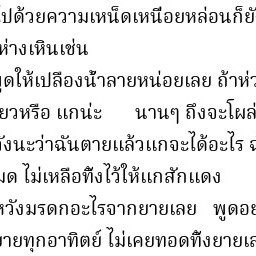 ปด้วยความเหน็ดเหนื่อยหล่อนก็ยั
ห่างเหินเช่น
พูดให้เปลืองน้ำลายหน่อยเลย ถ้าห่ว
ยวหรือ แกน่ะ นานๆ ถึงจะโผล่
จังนะว่าฉันตายแล้วแกจะได้อะไร ฉ
มด ไม่เหลือทิ้งไว้ให้แกสักแดง
หวังมรดกอะไรจากยายเลย พูดอย
ยายทุกอาทิตย์ ไม่เคยทอดทิ้งยายเล